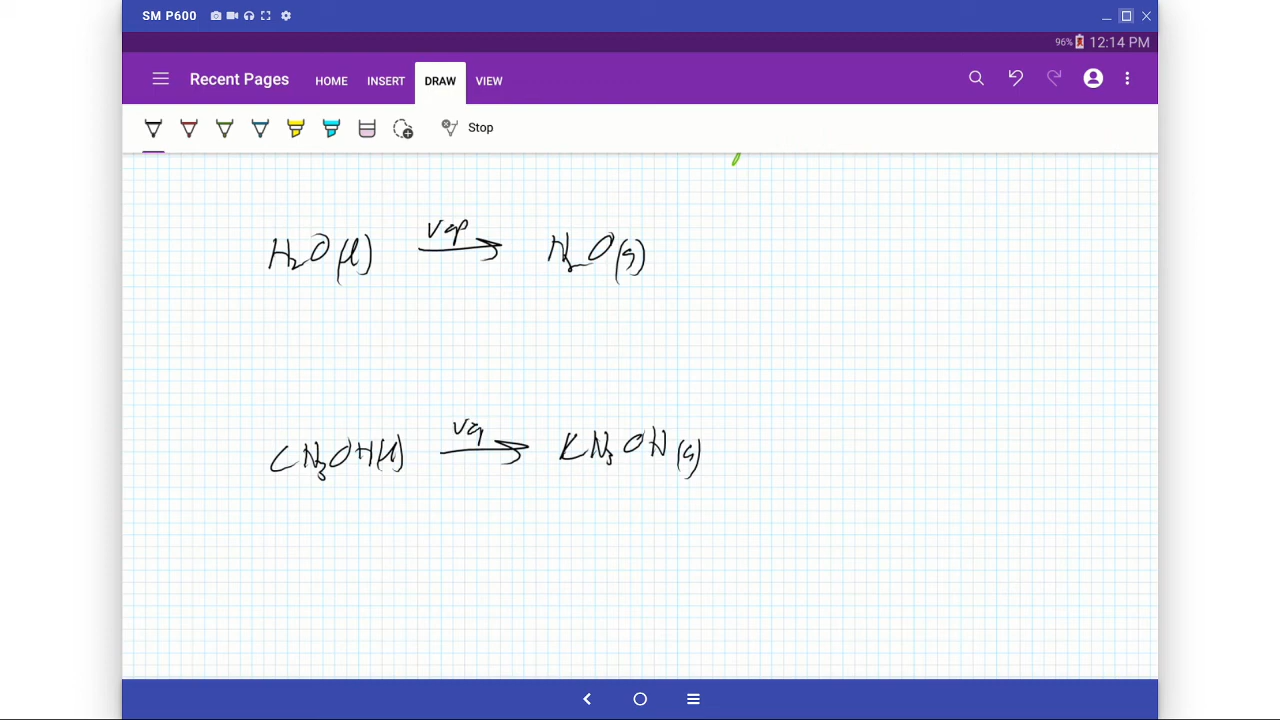 SM P600
96% 12:14 PM
Recent Pages HOME INSERT DRAW VIEW
Stop
H₂O(l) vap H₂O(g)
CH₃OH(l) vap CH₃OH(g)